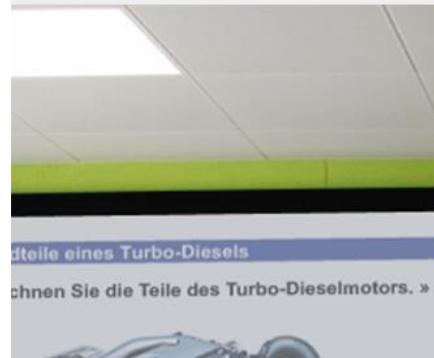 dteile eines Turbo-Diesels
chnen Sie die Teile des Turbo-Dieselmotors. »